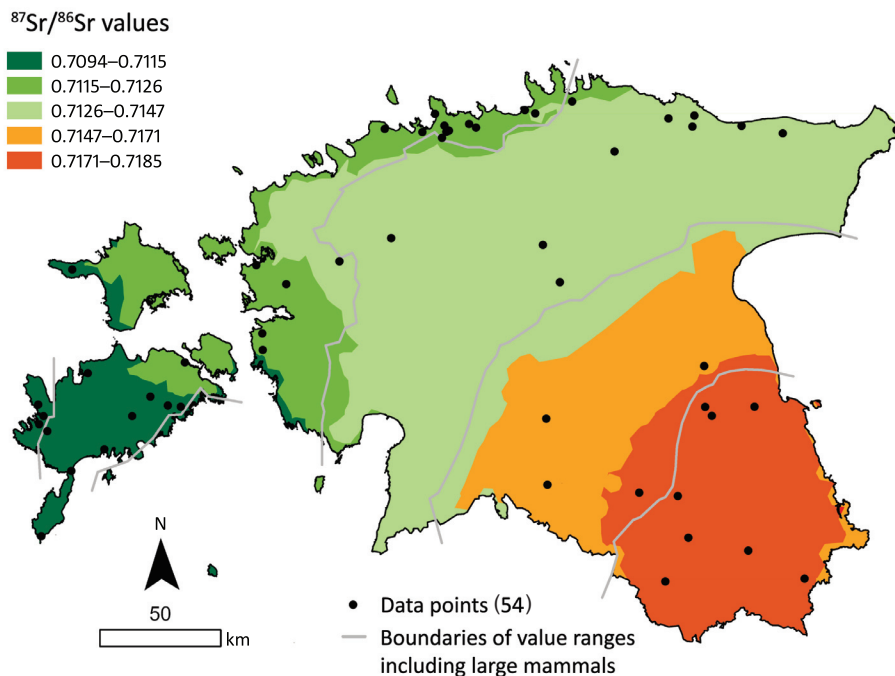 ⁸⁷Sr/⁸⁶Sr values
0.7094–0.7115
0.7115–0.7126
0.7126–0.7147
0.7147–0.7171
0.7171–0.7185
N
50
km
Data points (54)
Boundaries of value ranges
including large mammals